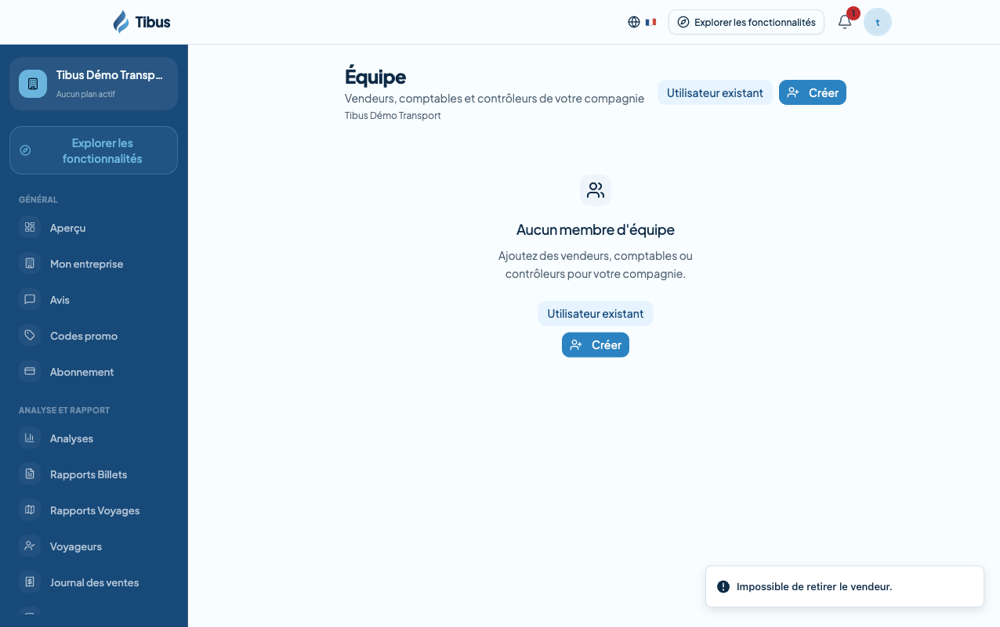 Tibus
Explorer les fonctionnalités
1
t
Tibus Démo Transp...
Aucun plan actif
Explorer les
fonctionnalités
GÉNÉRAL
Aperçu
Mon entreprise
Avis
Codes promo
Abonnement
ANALYSE ET RAPPORT
Analyses
Rapports Billets
Rapports Voyages
Voyageurs
Journal des ventes
Équipe
Vendeurs, comptables et contrôleurs de votre compagnie
Tibus Démo Transport
Utilisateur existant
Créer
Aucun membre d'équipe
Ajoutez des vendeurs, comptables ou
contrôleurs pour votre compagnie.
Utilisateur existant
Créer
Impossible de retirer le vendeur.